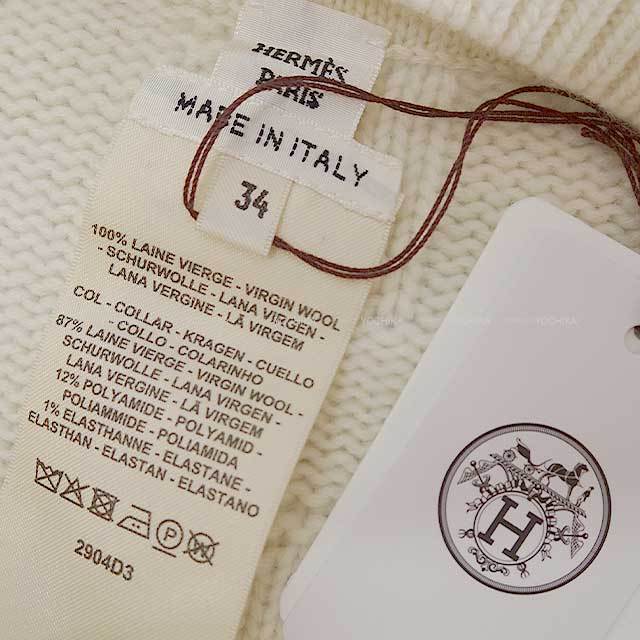 HERMÈS
PARIS
MADE IN ITALY
34
100% LAINE VIERGE - VIRGIN WOOL
- SCHURWOLLE - LANA VIRGEN -
LANA VERGINE - LÀ VIRGEM
COL - COLLAR - KRAGEN - CUELLO
- COLLO - COLARINHO
87% LAINE VIERGE - VIRGIN WOOL -
SCHURWOLLE - LANA VIRGEN -
LANA VERGINE - LÀ VIRGEM
12% POLYAMIDE - POLYAMID -
POLIAMMIDE - POLIAMIDA
1% ELASTHANNE - ELASTANE -
ELASTHAN - ELASTAN - ELASTANO
P
2904D3
H